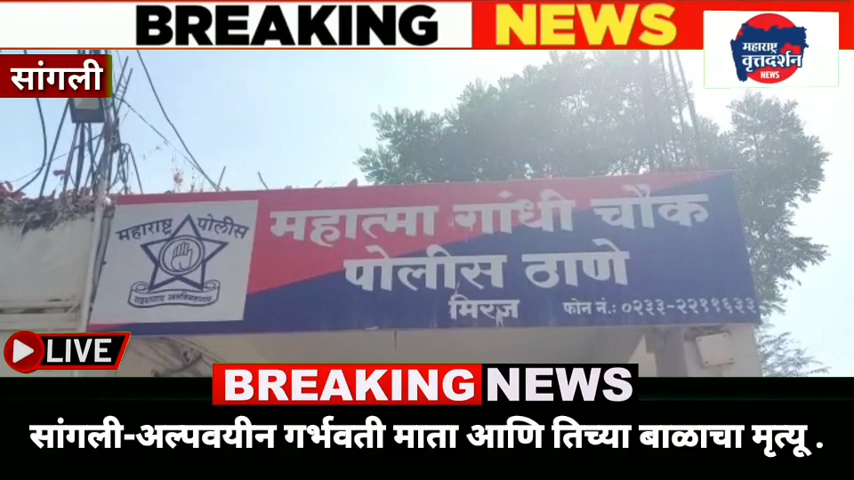 BREAKING NEWS
महाराष्ट्र
वृत्तदर्शन
NEWS
सांगली
महाराष्ट्र पोलीस
महात्मा गांधी चौक
पोलीस ठाणे
मिरज फोन नं.: ०२३३-२२११६३३
LIVE
BREAKING NEWS
सांगली-अल्पवयीन गर्भवती माता आणि तिच्या बाळाचा मृत्यू .